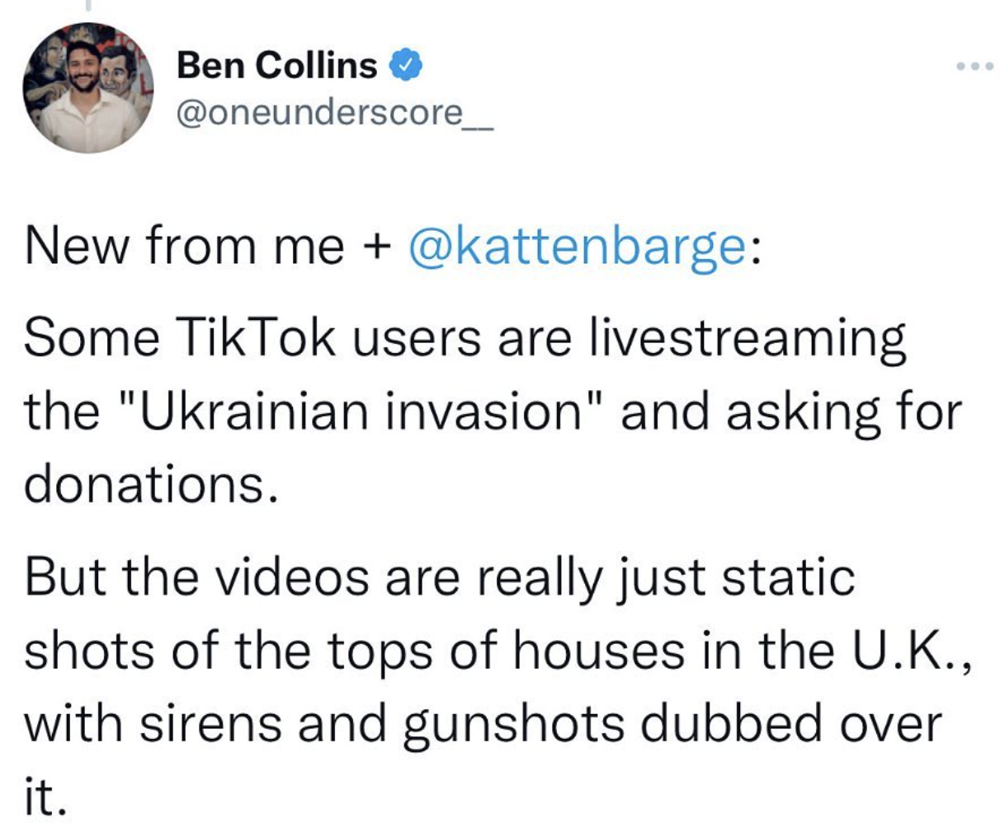 Ben Collins
@oneunderscore__
New from me + @kattenbarge:
Some TikTok users are livestreaming
the "Ukrainian invasion" and asking for
donations.
But the videos are really just static
shots of the tops of houses in the U.K.,
with sirens and gunshots dubbed over
it.